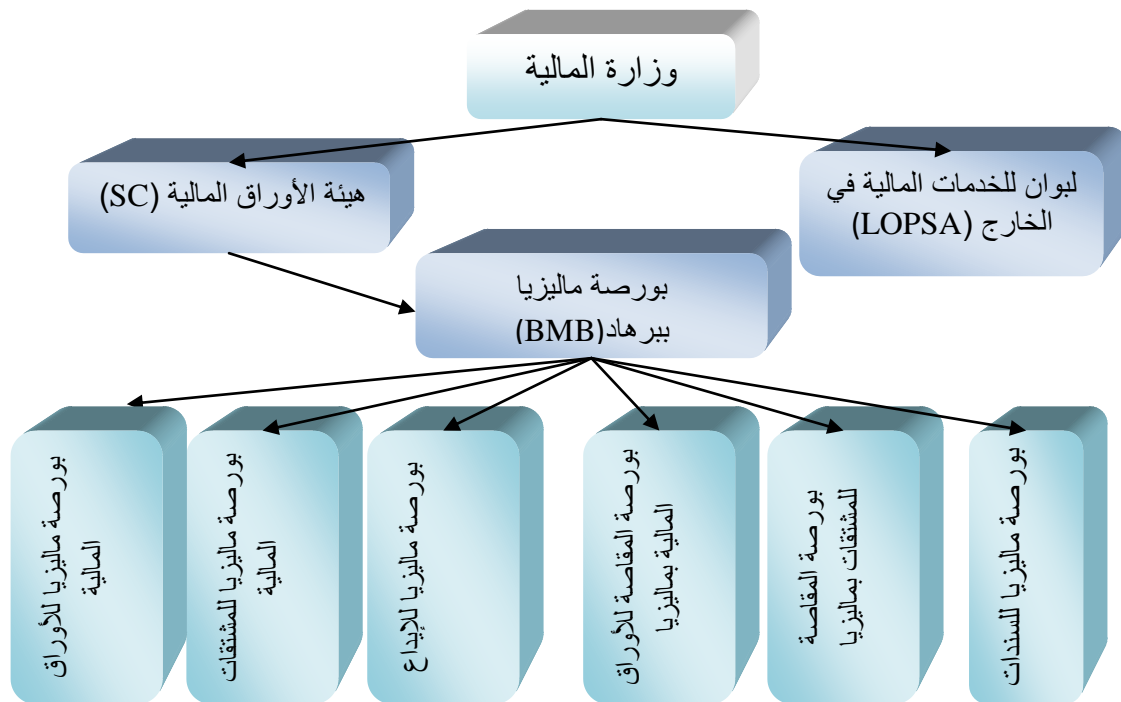 وزارة المالية
هيئة الأوراق المالية (SC)
لبوان للخدمات المالية في
الخارج (LOPSA)
بورصة ماليزيا
ببرهاد(BMB)
بورصة ماليزيا للأوراق
المالية
بورصة ماليزيا للمشتقات
المالية
بورصة ماليزيا للإيداع
بورصة المقاصة للأوراق
المالية بماليزيا
بورصة المقاصة
للمشتقات بماليزيا
بورصة ماليزيا للسندات